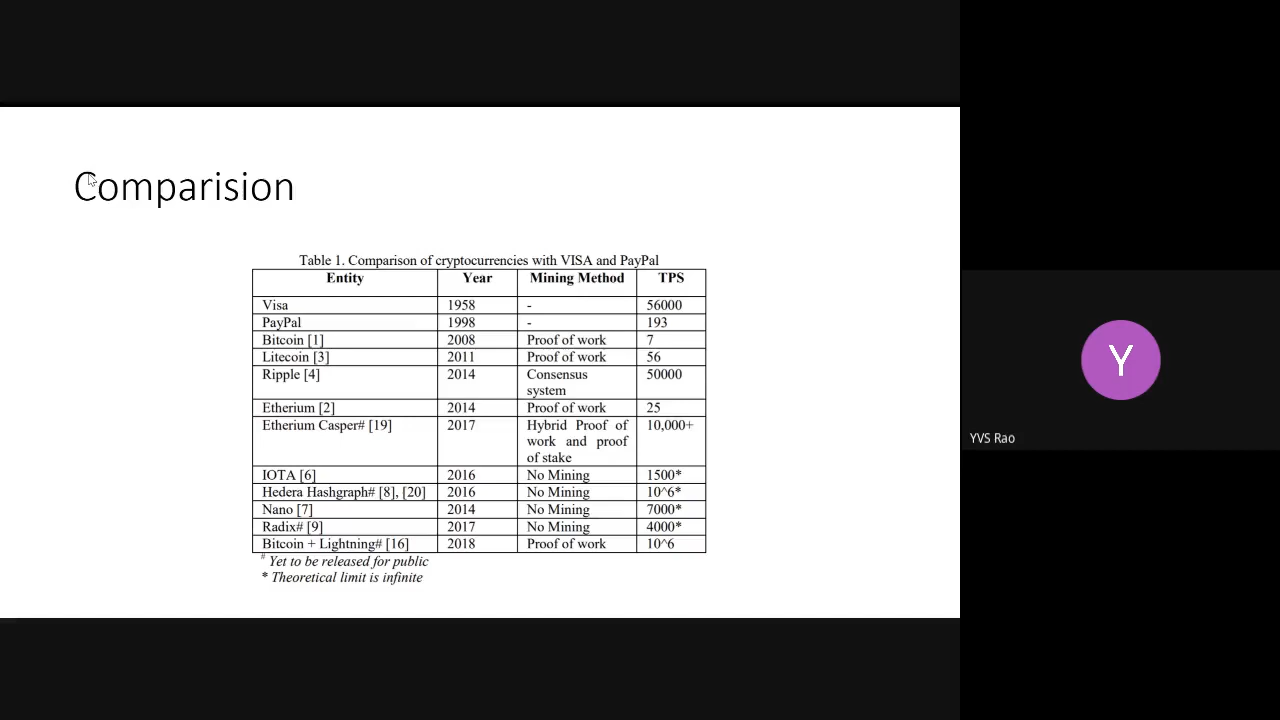 Comparision
Table 1. Comparison of cryptocurrencies with VISA and PayPal
Entity Year Mining Method TPS
Visa 1958 - 56000
PayPal 1998 - 193
Bitcoin [1] 2008 Proof of work 7
Litecoin [3] 2011 Proof of work 56
Ripple [4] 2014 Consensus 50000
system
Etherium [2] 2014 Proof of work 25
Etherium Casper# [19] 2017 Hybrid Proof of 10,000+
work and proof
of stake
IOTA [6] 2016 No Mining 1500*
Hedera Hashgraph# [8], [20] 2016 No Mining 10^6*
Nano [7] 2014 No Mining 7000*
Radix# [9] 2017 No Mining 4000*
Bitcoin + Lightning# [16] 2018 Proof of work 10^6
# Yet to be released for public
* Theoretical limit is infinite
Y
YVS Rao